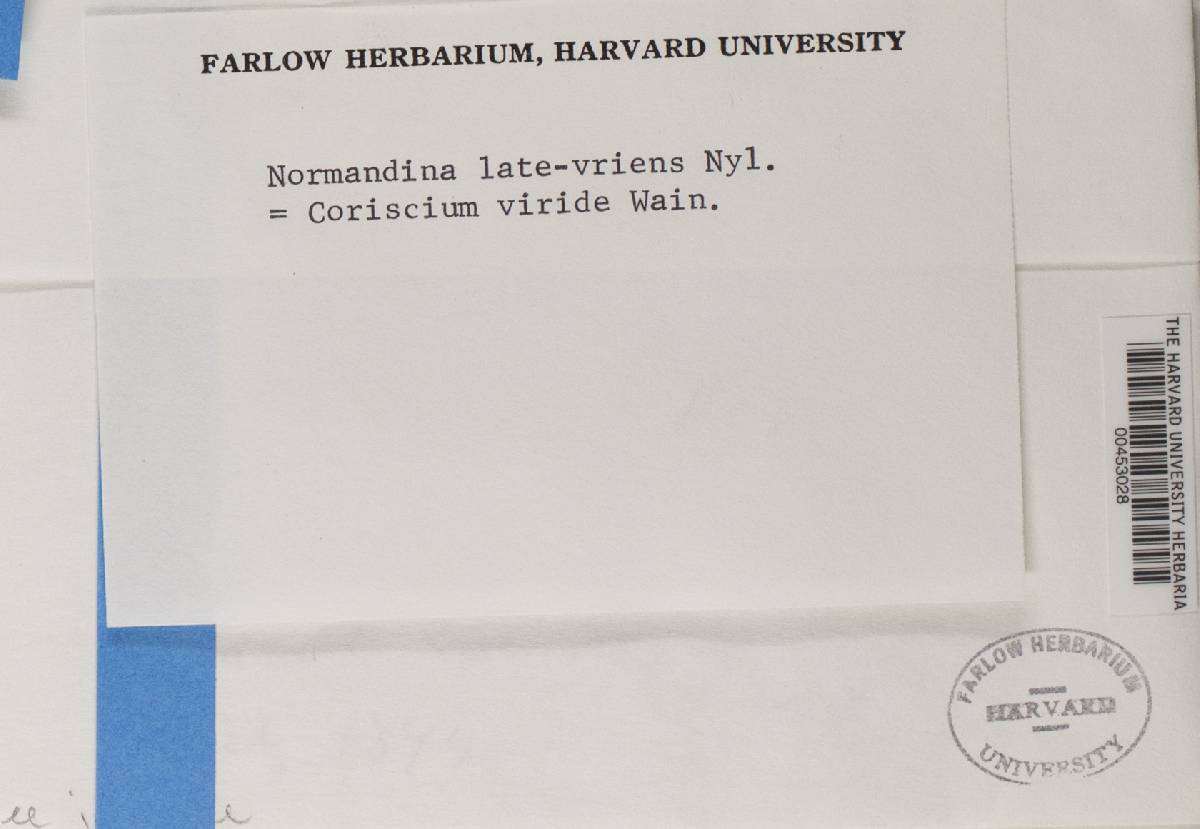 FARLOW HERBARIUM, HARVARD UNIVERSITY
Normandina late-vriens Nyl.
= Coriscium viride Wain.
THE HARVARD UNIVERSITY HERBARIA
00453028
FARLOW HERBARIUM
HARVARD
UNIVERSITY